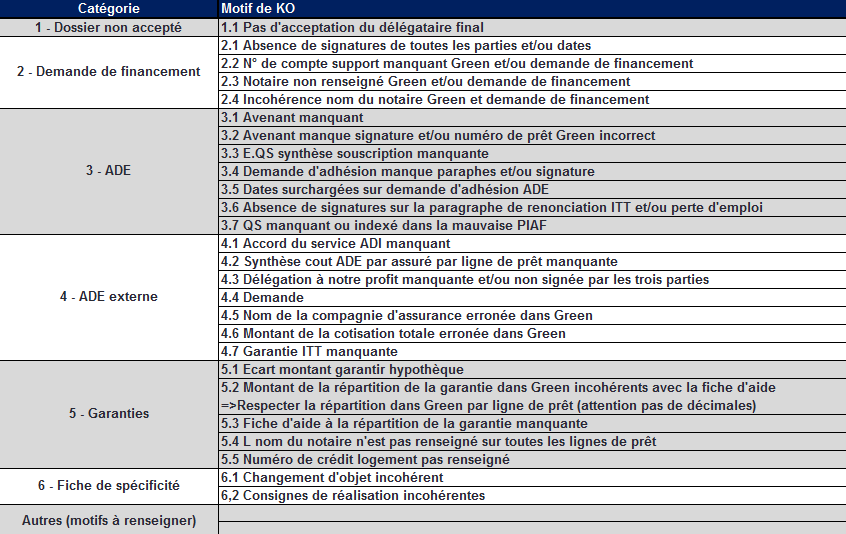 Catégorie Motif de KO
1 - Dossier non accepté 1.1 Pas d'acceptation du délégataire final
2 - Demande de financement
2.1 Absence de signatures de toutes les parties et/ou dates
2.2 N° de compte support manquant Green et/ou demande de financement
2.3 Notaire non renseigné Green et/ou demande de financement
2.4 Incohérence nom du notaire Green et demande de financement
3 - ADE
3.1 Avenant manquant
3.2 Avenant manque signature et/ou numéro de prêt Green incorrect
3.3 E.QS synthèse souscription manquante
3.4 Demande d'adhésion manque paraphes et/ou signature
3.5 Dates surchargées sur demande d'adhésion ADE
3.6 Absence de signatures sur la paragraphe de renonciation ITT et/ou perte d'emploi
3.7 QS manquant ou indexé dans la mauvaise PIAF
4 - ADE externe
4.1 Accord du service ADI manquant
4.2 Synthèse cout ADE par assuré par ligne de prêt manquante
4.3 Délégation à notre profit manquante et/ou non signée par les trois parties
4.4 Demande
4.5 Nom de la compagnie d'assurance erronée dans Green
4.6 Montant de la cotisation totale erronée dans Green
4.7 Garantie ITT manquante
5 - Garanties
5.1 Ecart montant garantir hypothèque
5.2 Montant de la répartition de la garantie dans Green incohérents avec la fiche d'aide
=>Respecter la répartition dans Green par ligne de prêt (attention pas de décimales)
5.3 Fiche d'aide à la répartition de la garantie manquante
5.4 L nom du notaire n'est pas renseigné sur toutes les lignes de prêt
5.5 Numéro de crédit logement pas renseigné
6 - Fiche de spécificité
6.1 Changement d'objet incohérent
6,2 Consignes de réalisation incohérentes
Autres (motifs à renseigner)